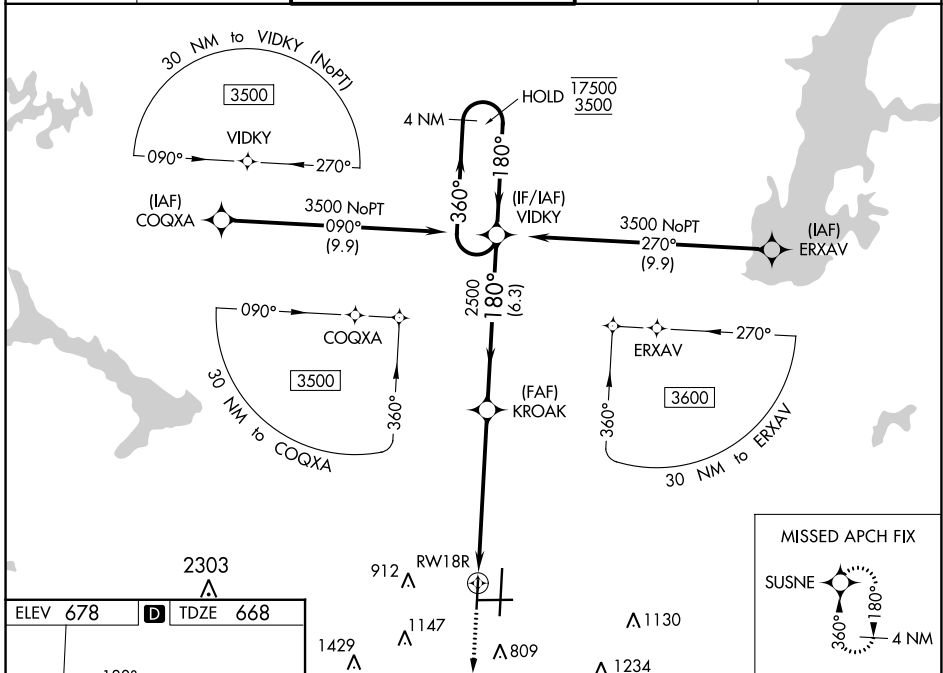 30 NM to VIDKY (NoPT)
3500
VIDKY
090°
270°
HOLD
17500
3500
4 NM
360°
180°
(IF/IAF)
VIDKY
(IAF)
COQXA
3500 NoPT
090°
(9.9)
3500 NoPT
270°
(9.9)
(IAF)
ERXAV
2500
180°
(6.3)
090°
COQXA
3500
360°
30 NM to COQXA
ERXAV
270°
3600
360°
30 NM to ERXAV
(FAF)
KROAK
RW18R
912
2303
1147
1429
809
1130
1234
ELEV 678
D
TDZE 668
MISSED APCH FIX
SUSNE
360°
180°
4 NM